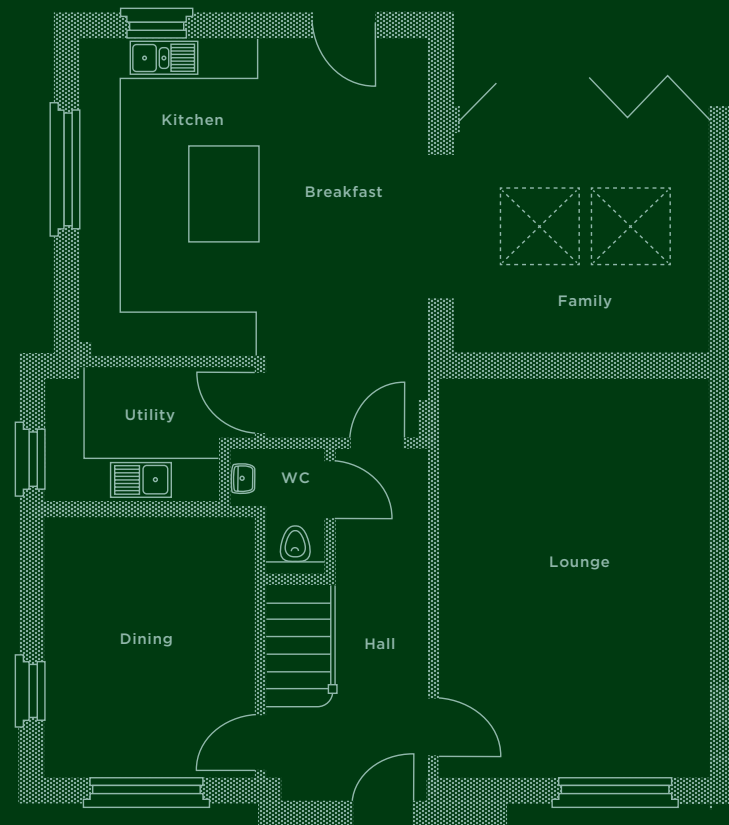 Kitchen
Breakfast
Family
Utility
WC
Lounge
Dining
Hall